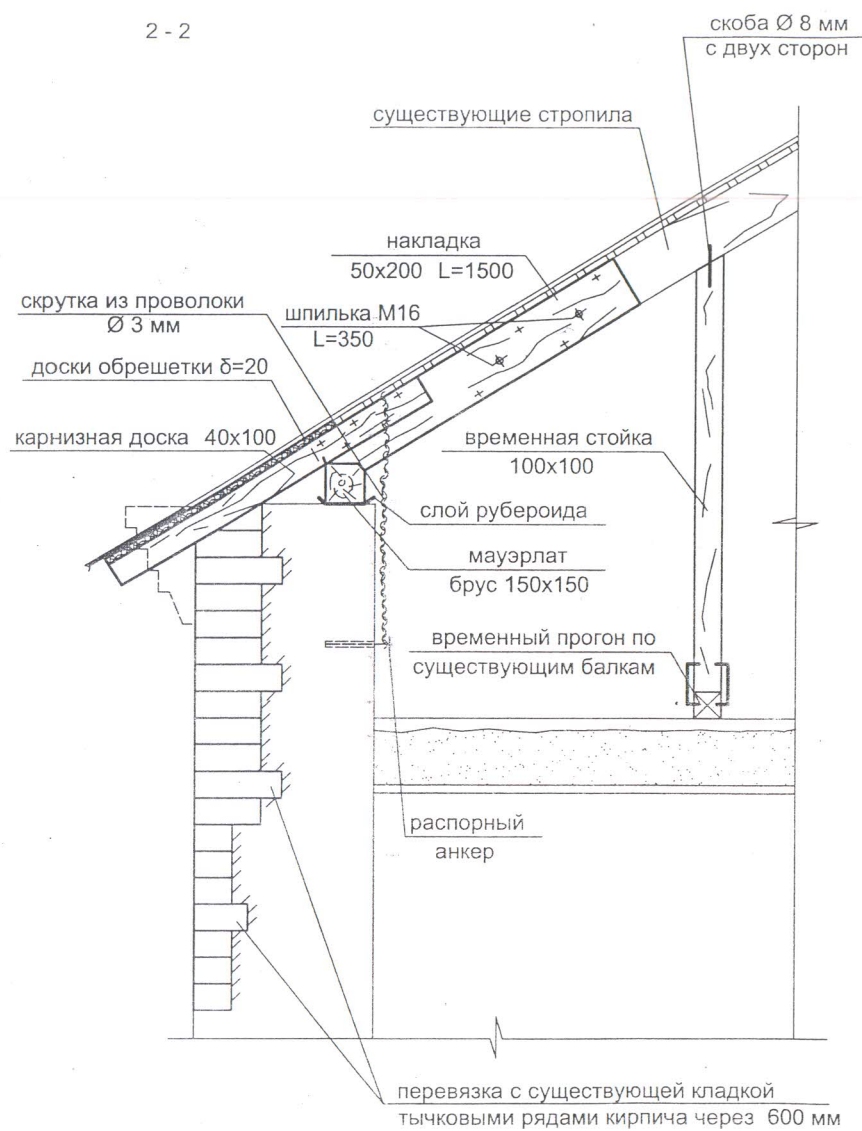 2 - 2
скоба Ø 8 мм
с двух сторон
существующие стропила
накладка
50х200 L=1500
скрутка из проволоки
Ø 3 мм
шпилька М16
L=350
доски обрешетки δ=20
карнизная доска 40х100
временная стойка
100х100
слой рубероида
мауэрлат
брус 150х150
временный прогон по
существующим балкам
распорный
анкер
перевязка с существующей кладкой
тычковыми рядами кирпича через 600 мм